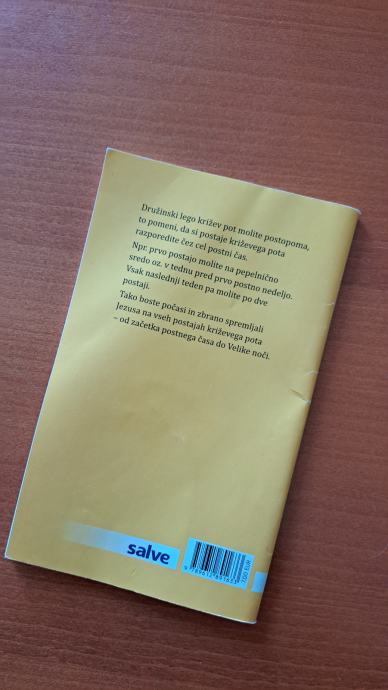 Družinski lego križev pot molite postopoma,
to pomeni, da si postaje križevega pota
razporedite čez cel postni čas.
Npr. prvo postajo molite na pepelnično
sredo oz. v tednu pred prvo postno nedeljo.
Vsak naslednji teden pa molite po dve
postaji.
Tako boste počasi in zbrano spremljali
Jezusa na vseh postajah križevega pota
– od začetka postnega časa do Velike noči.
salve
7,00 EUR